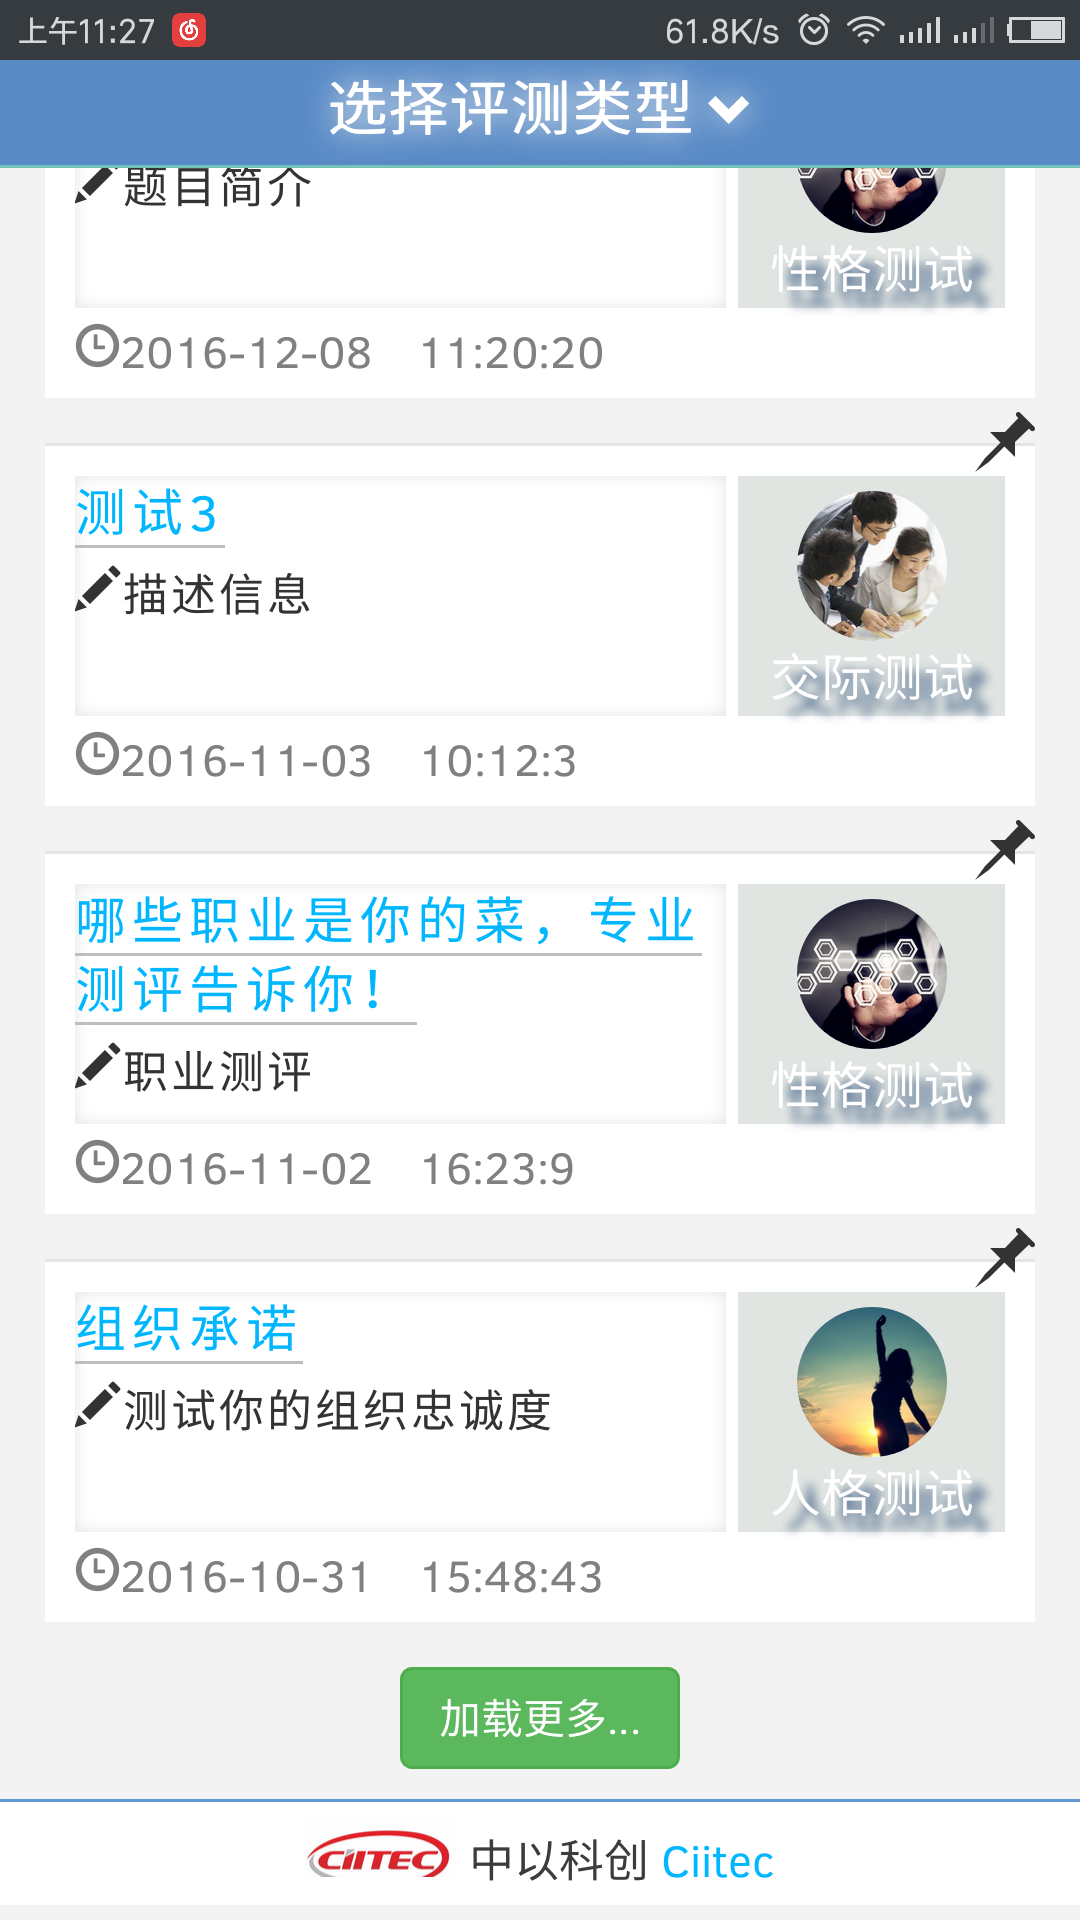 上午11:27
61.8K/s
选择评测类型
题目简介
性格测试
2016-12-08 11:20:20
测试3
描述信息
交际测试
2016-11-03 10:12:3
哪些职业是你的菜，专业
测评告诉你！
职业测评
性格测试
2016-11-02 16:23:9
组织承诺
测试你的组织忠诚度
人格测试
2016-10-31 15:48:43
加载更多...
CIITEC 中以科创 Ciitec